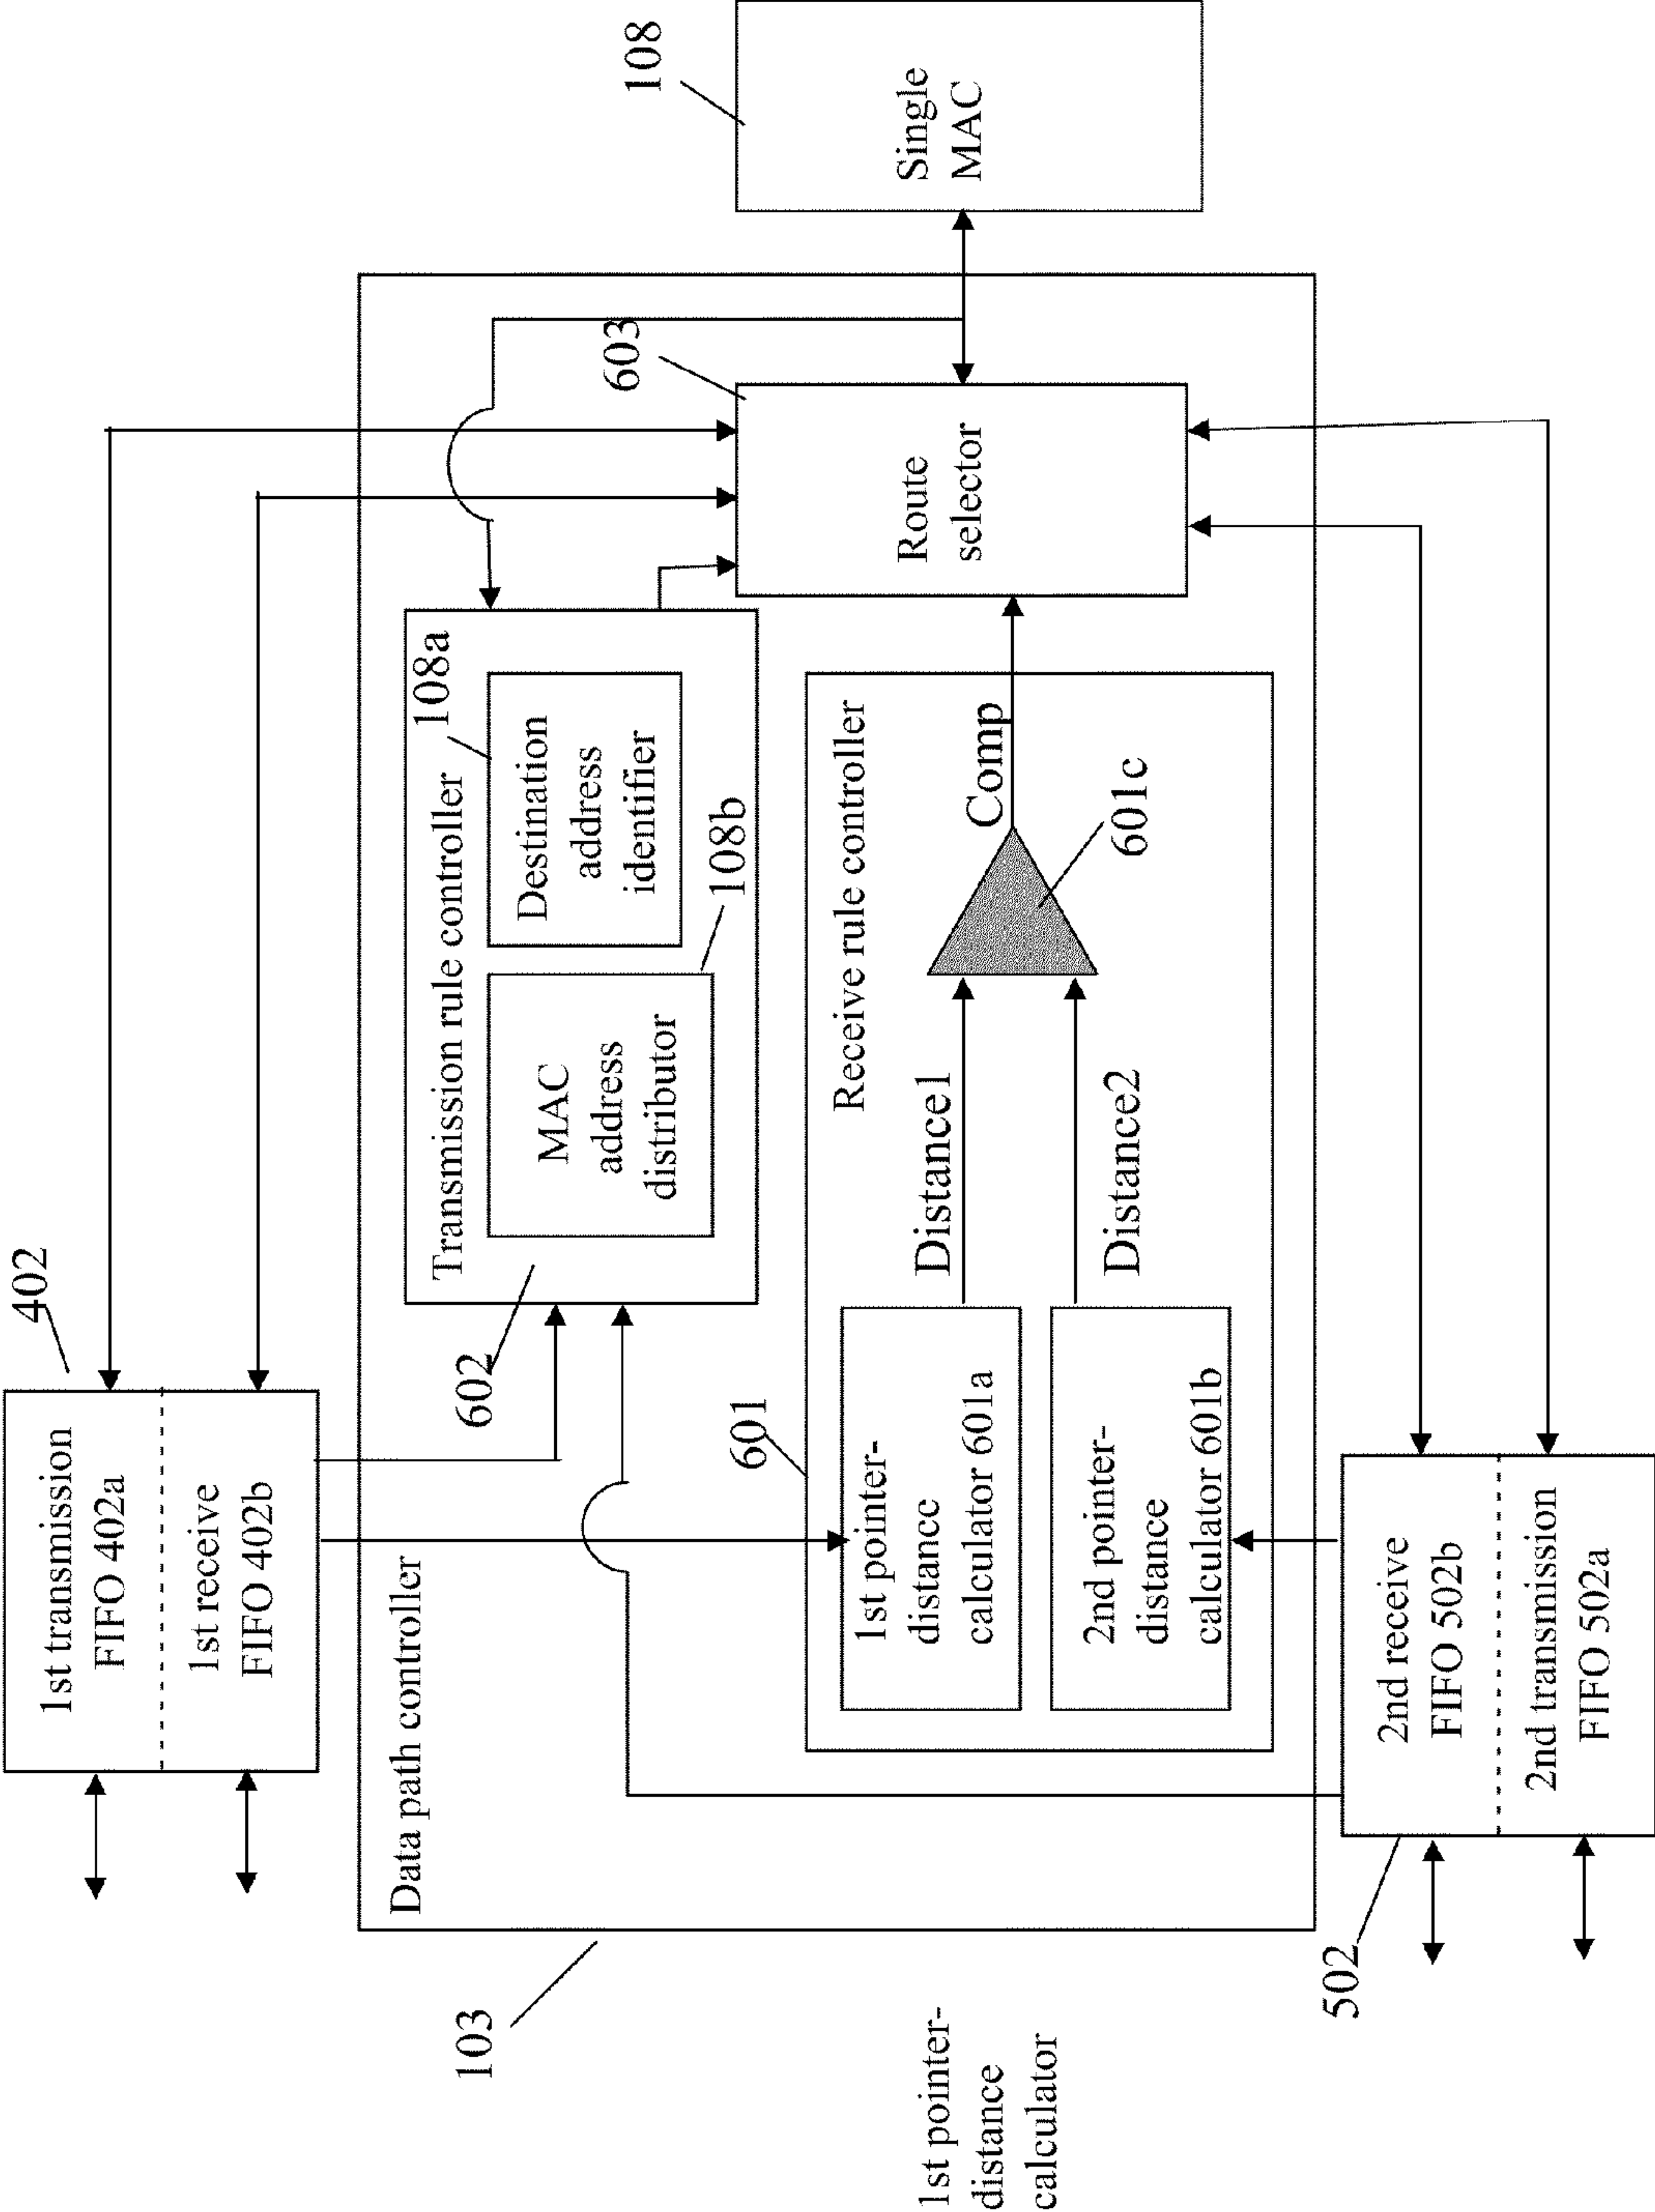 402
1st transmission
FIFO 402a
1st receive
FIFO 402b
103
Data path controller
602
Transmission rule controller
MAC
address
distributor
108b
Destination
address
identifier
108a
603
Route
selector
108
Single
MAC
601
Receive rule controller
1st pointer-
distance
calculator 601a
Distance1
2nd pointer-
distance
calculator 601b
Distance2
Comp
601c
1st pointer-
distance
calculator
502
2nd receive
FIFO 502b
2nd transmission
FIFO 502a